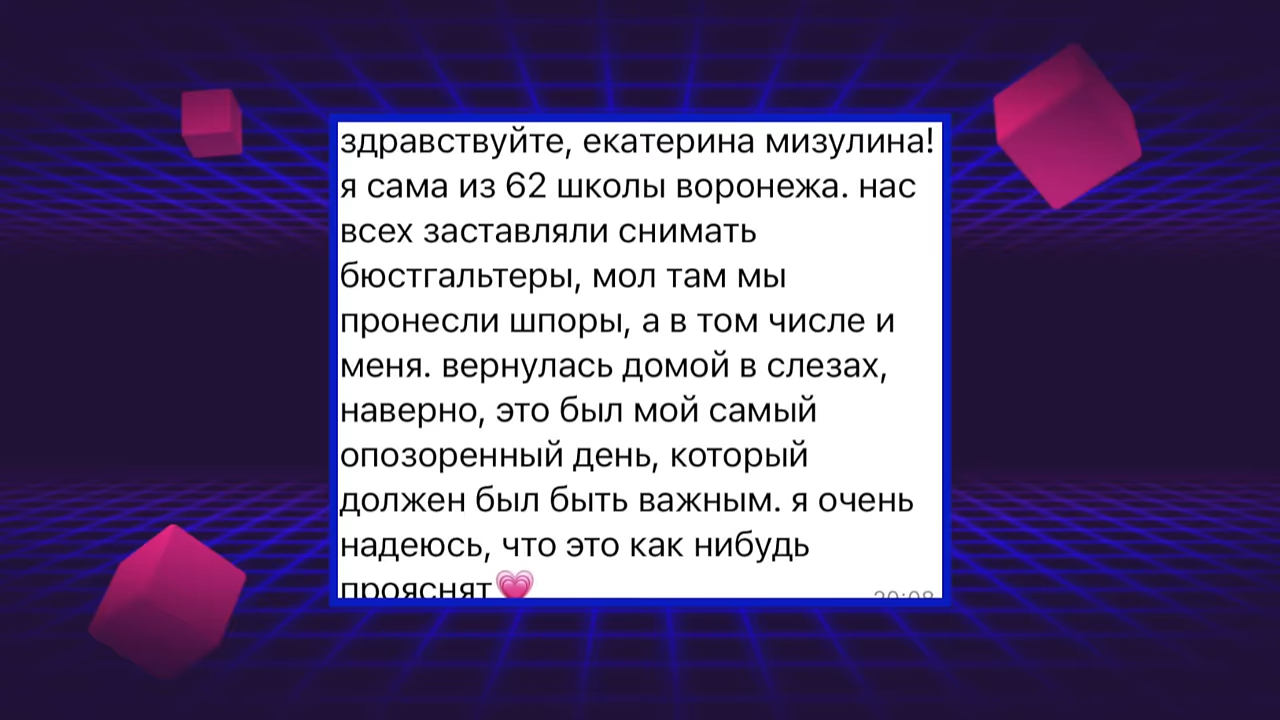 здравствуйте, екатерина мизулина!
я сама из 62 школы воронежа. нас
всех заставляли снимать
бюстгальтеры, мол там мы
пронесли шпоры, а в том числе и
меня. вернулась домой в слезах,
наверно, это был мой самый
опозоренный день, который
должен был быть важным. я очень
надеюсь, что это как нибудь
прояснят💗
20:08